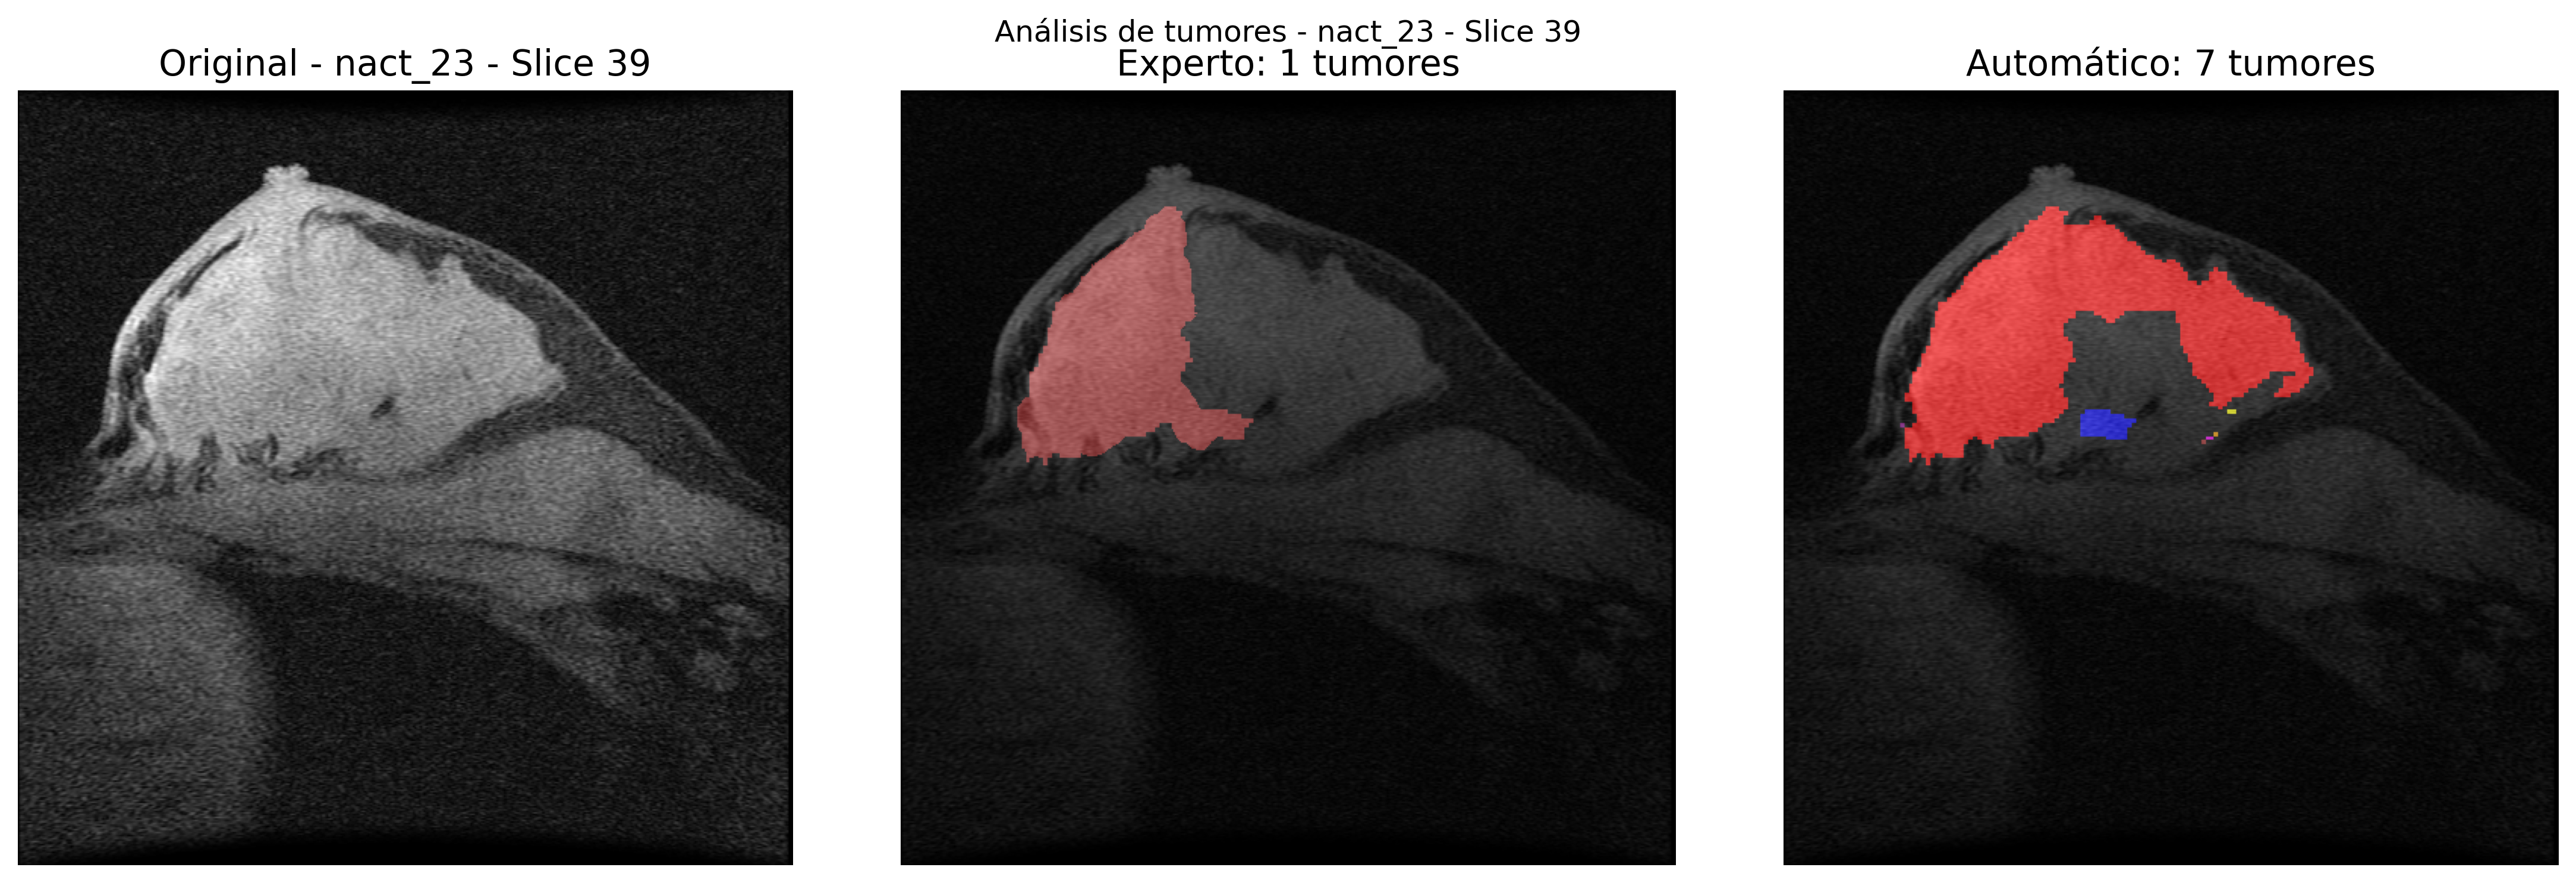 Análisis de tumores - nact_23 - Slice 39
Original - nact_23 - Slice 39
Experto: 1 tumores
Automático: 7 tumores